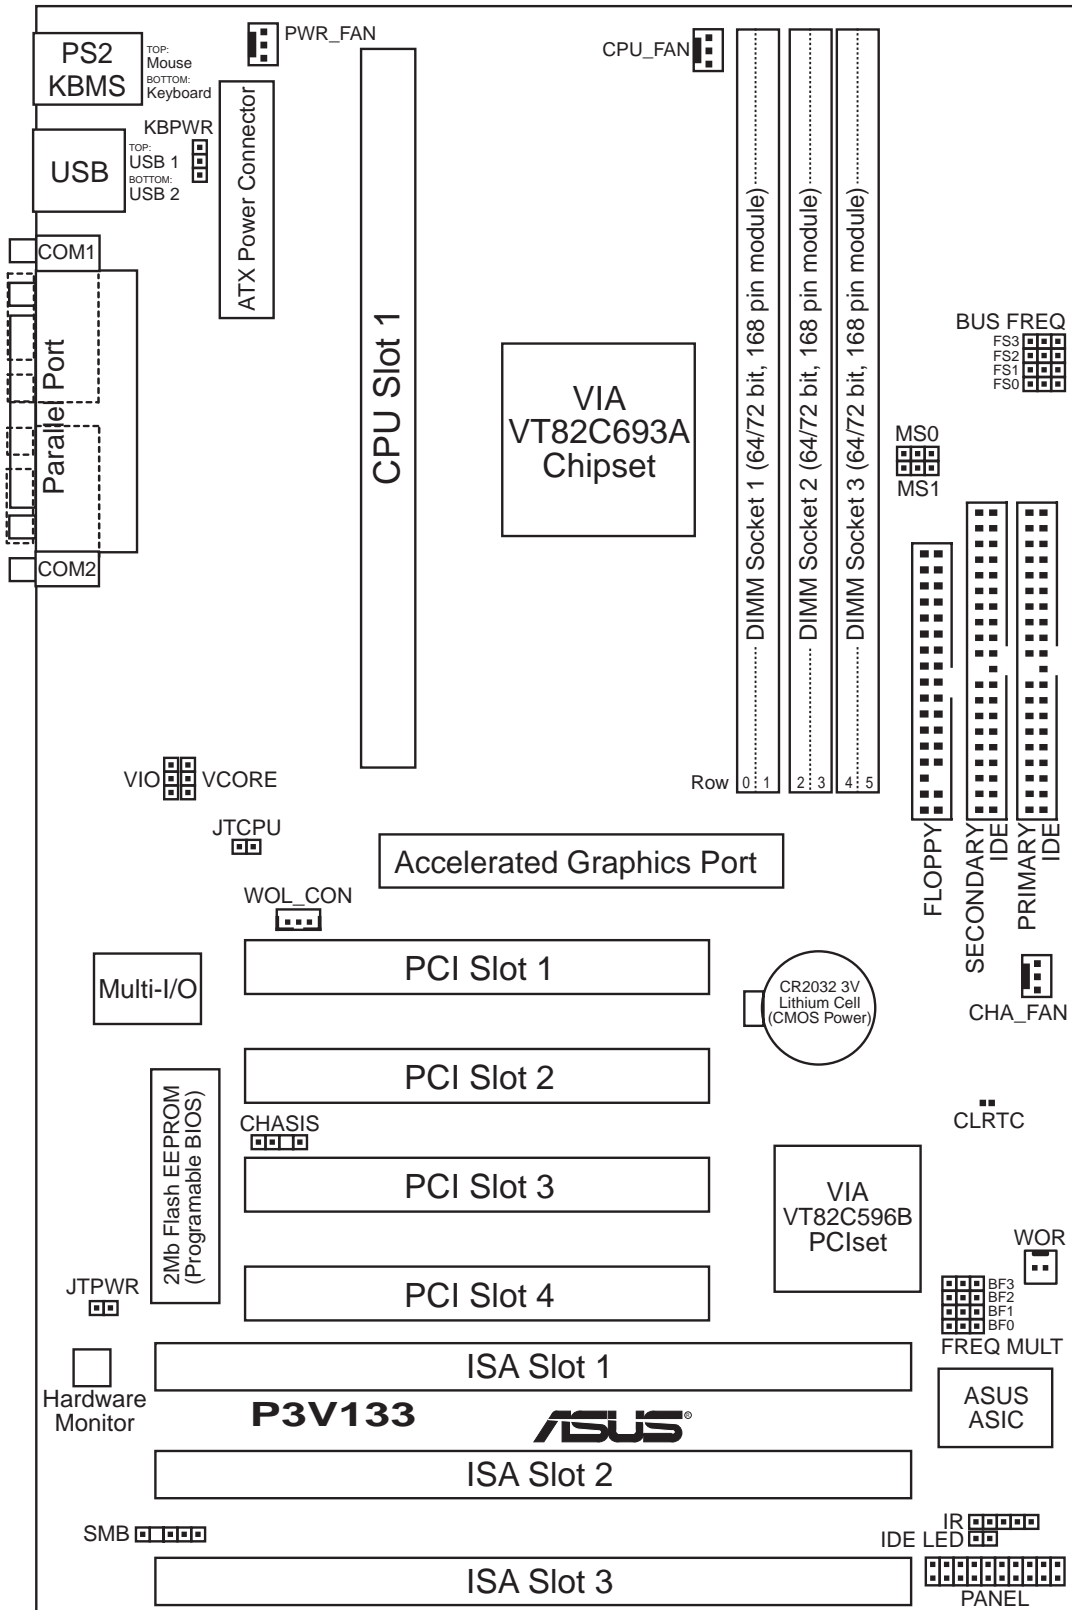 PWR_FAN
CPU_FAN
PS2
KBMS
TOP:
Mouse
BOTTOM:
Keyboard
KBPWR
USB
TOP:
USB 1
BOTTOM:
USB 2
ATX Power Connector
COM1
Parallel Port
COM2
CPU Slot 1
VIA
VT82C693A
Chipset
DIMM Socket 1 (64/72 bit, 168 pin module)
DIMM Socket 2 (64/72 bit, 168 pin module)
DIMM Socket 3 (64/72 bit, 168 pin module)
Row 0 1 2 3 4 5
BUS FREQ
FS3
FS2
FS1
FS0
MS0
MS1
FLOPPY
SECONDARY
IDE
PRIMARY
IDE
VIO
VCORE
JTCPU
Accelerated Graphics Port
WOL_CON
Multi-I/O
PCI Slot 1
CR2032 3V
Lithium Cell
(CMOS Power)
CHA_FAN
PCI Slot 2
2Mb Flash EEPROM
(Programable BIOS)
CHASIS
CLRTC
PCI Slot 3
VIA
VT82C596B
PCIset
WOR
JTPWR
PCI Slot 4
BF3
BF2
BF1
BF0
FREQ MULT
Hardware
Monitor
ISA Slot 1
P3V133
ASUS®
ASUS
ASIC
ISA Slot 2
SMB
IR
IDE LED
ISA Slot 3
PANEL